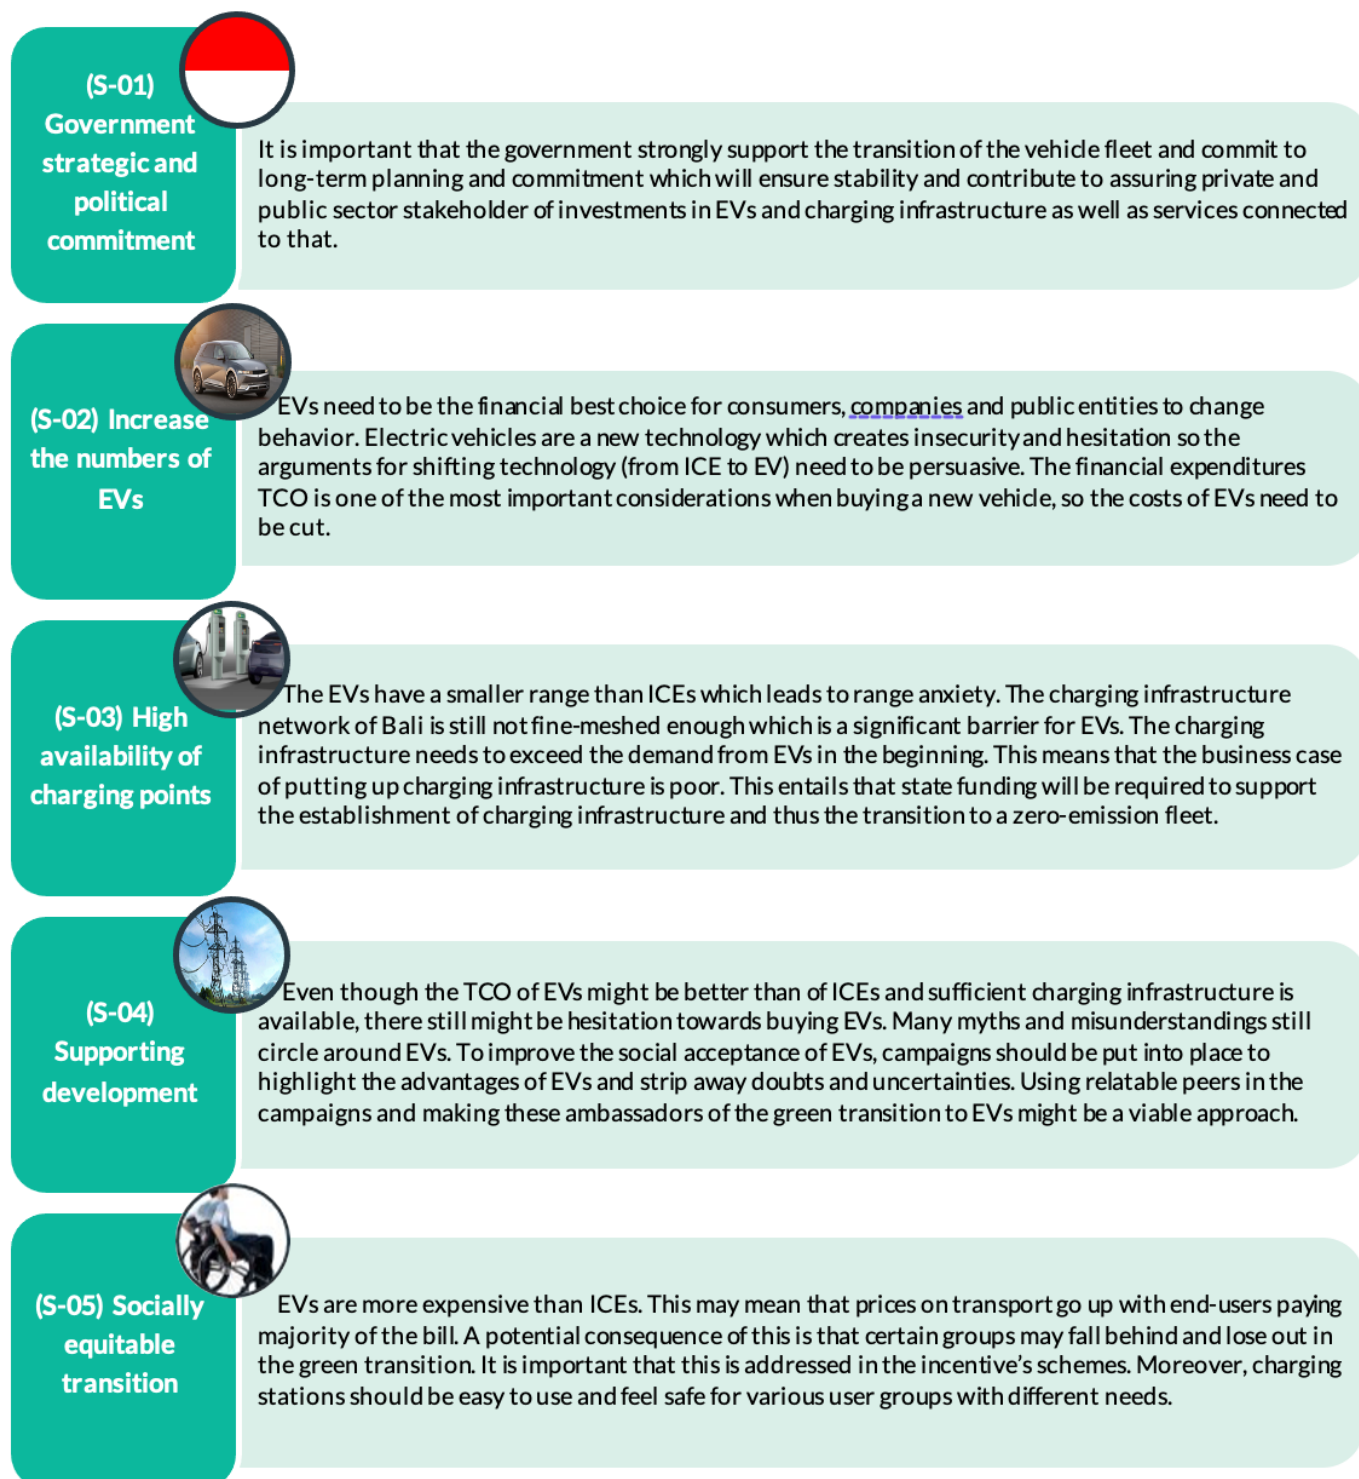 (S-01)
Government
strategic and
political
commitment
It is important that the government strongly support the transition of the vehicle fleet and commit to
long-term planning and commitment which will ensure stability and contribute to assuring private and
public sector stakeholder of investments in EVs and charging infrastructure as well as services connected
to that.
(S-02) Increase
the numbers of
EVs
EVs need to be the financial best choice for consumers, companies and public entities to change
behavior. Electric vehicles are a new technology which creates insecurity and hesitation so the
arguments for shifting technology (from ICE to EV) need to be persuasive. The financial expenditures
TCO is one of the most important considerations when buying a new vehicle, so the costs of EVs need to
be cut.
(S-03) High
availability of
charging points
The EVs have a smaller range than ICEs which leads to range anxiety. The charging infrastructure
network of Bali is still not fine-meshed enough which is a significant barrier for EVs. The charging
infrastructure needs to exceed the demand from EVs in the beginning. This means that the business case
of putting up charging infrastructure is poor. This entails that state funding will be required to support
the establishment of charging infrastructure and thus the transition to a zero-emission fleet.
(S-04)
Supporting
development
Even though the TCO of EVs might be better than of ICEs and sufficient charging infrastructure is
available, there still might be hesitation towards buying EVs. Many myths and misunderstandings still
circle around EVs. To improve the social acceptance of EVs, campaigns should be put into place to
highlight the advantages of EVs and strip away doubts and uncertainties. Using relatable peers in the
campaigns and making these ambassadors of the green transition to EVs might be a viable approach.
(S-05) Socially
equitable
transition
EVs are more expensive than ICEs. This may mean that prices on transport go up with end-users paying
majority of the bill. A potential consequence of this is that certain groups may fall behind and lose out in
the green transition. It is important that this is addressed in the incentive's schemes. Moreover, charging
stations should be easy to use and feel safe for various user groups with different needs.